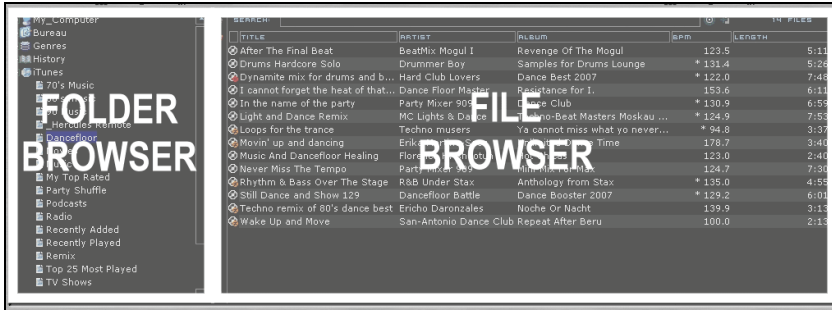 My_Computer
Bureau
Genres
History
iTunes
70's Music
_Hercules Remote
Dancefloor
My Top Rated
Party Shuffle
Podcasts
Radio
Recently Added
Recently Played
Remix
Top 25 Most Played
TV Shows
FOLDER
BROWSER
SEARCH:
14 FILES
TITLE ARTIST ALBUM BPM LENGTH
After The Final Beat BeatMix Mogul I Revenge Of The Mogul 123.5 5:11
Drums Hardcore Solo Drummer Boy Samples for Drums Lounge * 131.4 5:26
Dynamite mix for drums and b... Hard Club Lovers Dance Best 2007 * 122.0 7:48
I cannot forget the heat of that... Dance Floor Master Resistance for I. 153.6 6:11
In the name of the party Party Mixer 909 Dance Club * 130.9 6:59
Light and Dance Remix MC Lights & Dance Techno-Beat Masters Moskau ... * 124.9 7:53
Loops for the trance Techno musers Ya cannot miss what yo never... * 94.8 3:37
Movin' up and dancing Time 178.7 3:40
Music And Dancefloor Healing 123.0 2:40
Never Miss The Tempo Party Mixer 909 Mini Mix For Max 124.7 7:30
Rhythm & Bass Over The Stage R&B Under Stax Anthology from Stax * 135.0 4:55
Still Dance and Show 129 Dancefloor Battle Dance Booster 2007 * 129.2 6:01
Techno remix of 80's dance best Ericho Daronzales Noche Or Nacht 139.9 3:13
Wake Up and Move San-Antonio Dance Club Repeat After Beru 100.0 2:13
FILE
BROWSER